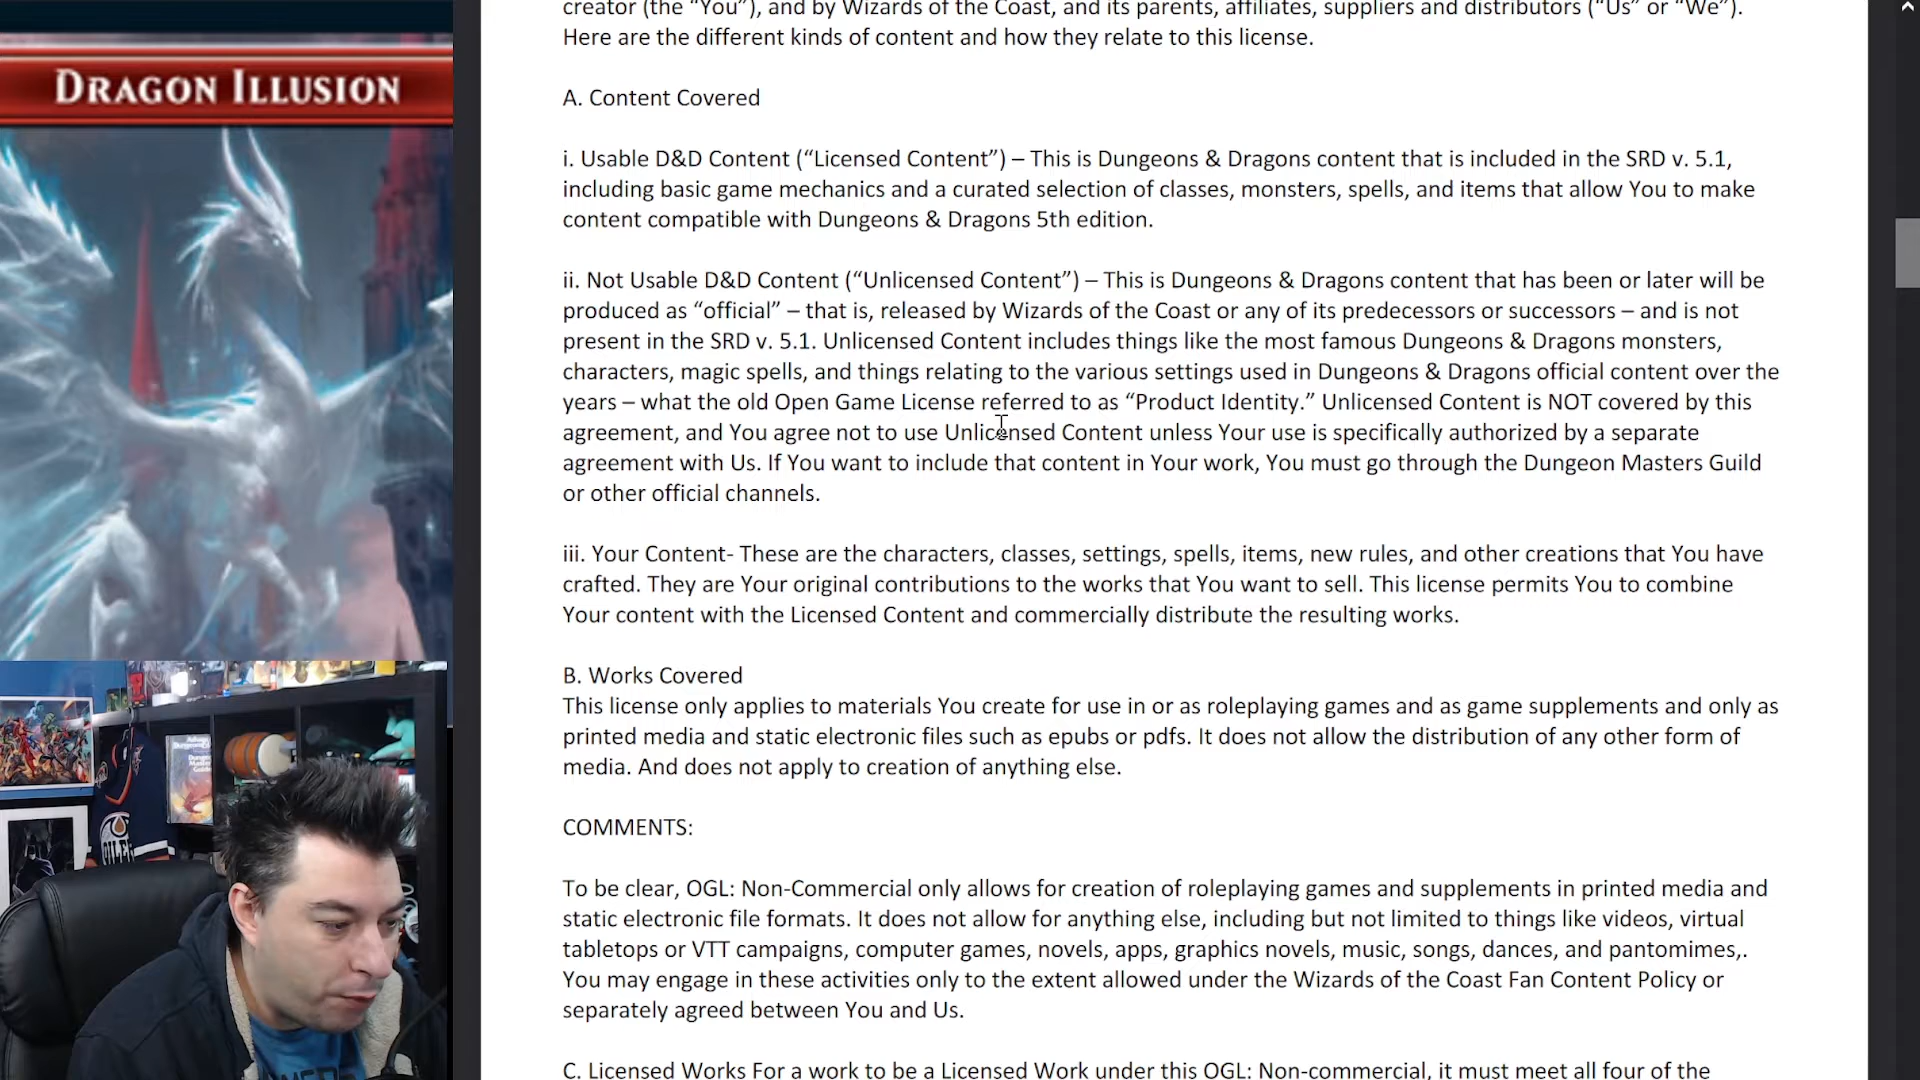 creator (the “You”), and by Wizards of the Coast, and its parents, affiliates, suppliers and distributors (“Us” or “We”).
Here are the different kinds of content and how they relate to this license.
DRAGON ILLUSION
A. Content Covered
i. Usable D&D Content (“Licensed Content”) – This is Dungeons & Dragons content that is included in the SRD v. 5.1,
including basic game mechanics and a curated selection of classes, monsters, spells, and items that allow You to make
content compatible with Dungeons & Dragons 5th edition.
ii. Not Usable D&D Content (“Unlicensed Content”) – This is Dungeons & Dragons content that has been or later will be
produced as “official” – that is, released by Wizards of the Coast or any of its predecessors or successors – and is not
present in the SRD v. 5.1. Unlicensed Content includes things like the most famous Dungeons & Dragons monsters,
characters, magic spells, and things relating to the various settings used in Dungeons & Dragons official content over the
years – what the old Open Game License referred to as “Product Identity.” Unlicensed Content is NOT covered by this
agreement, and You agree not to use Unlicensed Content unless Your use is specifically authorized by a separate
agreement with Us. If You want to include that content in Your work, You must go through the Dungeon Masters Guild
or other official channels.
iii. Your Content- These are the characters, classes, settings, spells, items, new rules, and other creations that You have
crafted. They are Your original contributions to the works that You want to sell. This license permits You to combine
Your content with the Licensed Content and commercially distribute the resulting works.
B. Works Covered
This license only applies to materials You create for use in or as roleplaying games and as game supplements and only as
printed media and static electronic files such as epubs or pdfs. It does not allow the distribution of any other form of
media. And does not apply to creation of anything else.
COMMENTS:
To be clear, OGL: Non-Commercial only allows for creation of roleplaying games and supplements in printed media and
static electronic file formats. It does not allow for anything else, including but not limited to things like videos, virtual
tabletops or VTT campaigns, computer games, novels, apps, graphics novels, music, songs, dances, and pantomimes,.
You may engage in these activities only to the extent allowed under the Wizards of the Coast Fan Content Policy or
separately agreed between You and Us.
C. Licensed Works For a work to be a Licensed Work under this OGL: Non-commercial, it must meet all four of the